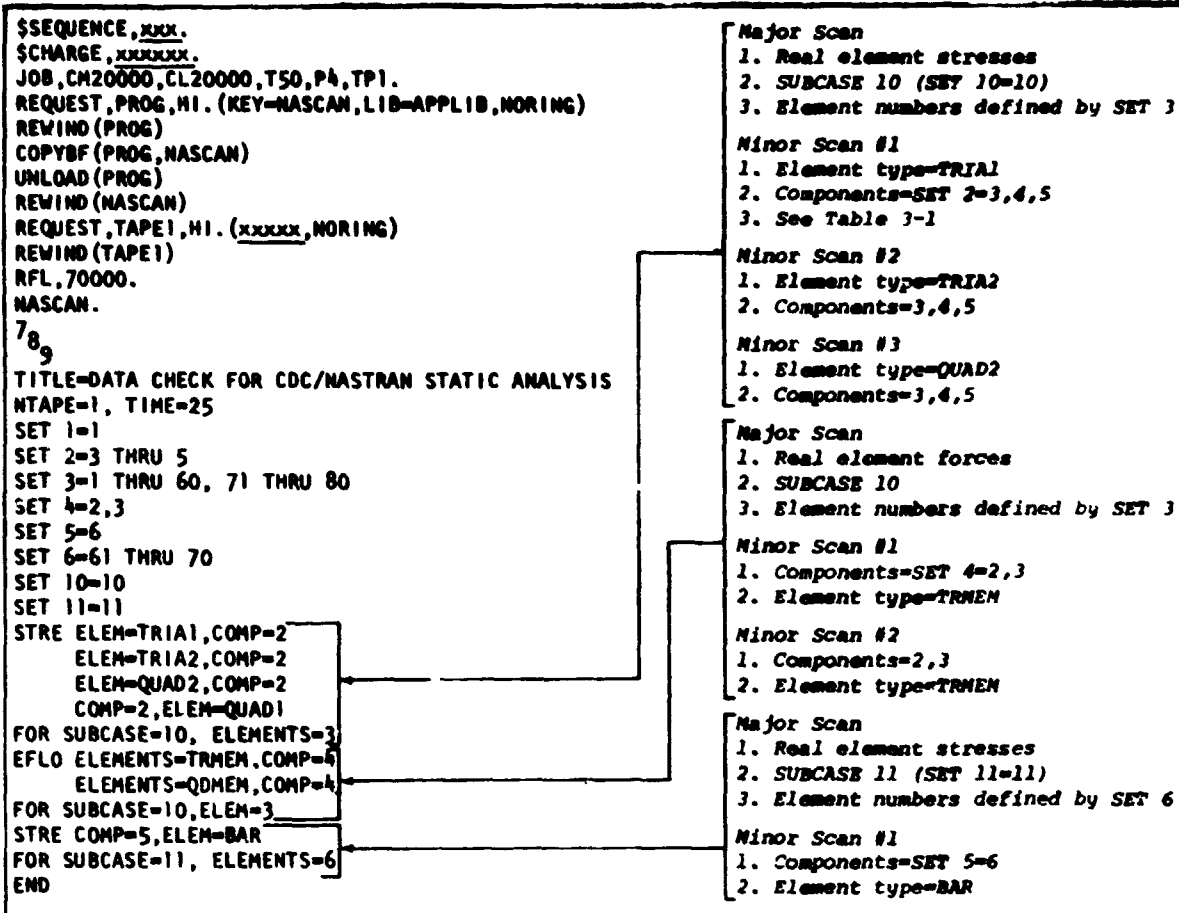 $SEQUENCE,xxx.
$CHARGE,xxxxxx.
JOB,CM20000,CL20000,T50,P4,TP1.
REQUEST,PROG,HI.(KEY=NASCAN,LIB=APPLIB,NORING)
REWIND(PROG)
COPYBF(PROG,NASCAN)
UNLOAD(PROG)
REWIND(NASCAN)
REQUEST,TAPE1,HI.(xxxxx,NORING)
REWIND(TAPE1)
RFL,70000.
NASCAN.
789
TITLE=DATA CHECK FOR CDC/NASTRAN STATIC ANALYSIS
NTAPE=1, TIME=25
SET 1=1
SET 2=3 THRU 5
SET 3=1 THRU 60, 71 THRU 80
SET 4=2,3
SET 5=6
SET 6=61 THRU 70
SET 10=10
SET 11=11
STRE ELEM=TRIA1,COMP=2
ELEM=TRIA2,COMP=2
ELEM=QUAD2,COMP=2
COMP=2,ELEM=QUAD1
FOR SUBCASE=10, ELEMENTS=3
EFLO ELEMENTS=TRMEM,COMP=4
ELEMENTS=QDMEM,COMP=4
FOR SUBCASE=10,ELEM=3
STRE COMP=5,ELEM=BAR
FOR SUBCASE=11, ELEMENTS=6
END
Major Scan
1. Real element stresses
2. SUBCASE 10 (SET 10=10)
3. Element numbers defined by SET 3
Minor Scan #1
1. Element type=TRIA1
2. Components=SET 2=3,4,5
3. See Table 3-1
Minor Scan #2
1. Element type=TRIA2
2. Components=3,4,5
Minor Scan #3
1. Element type=QUAD2
2. Components=3,4,5
Major Scan
1. Real element forces
2. SUBCASE 10
3. Element numbers defined by SET 3
Minor Scan #1
1. Components=SET 4=2,3
2. Element type=TRMEM
Minor Scan #2
1. Components=2,3
2. Element type=TRMEM
Major Scan
1. Real element stresses
2. SUBCASE 11 (SET 11=11)
3. Element numbers defined by SET 6
Minor Scan #1
1. Components=SET 5=6
2. Element type=BAR